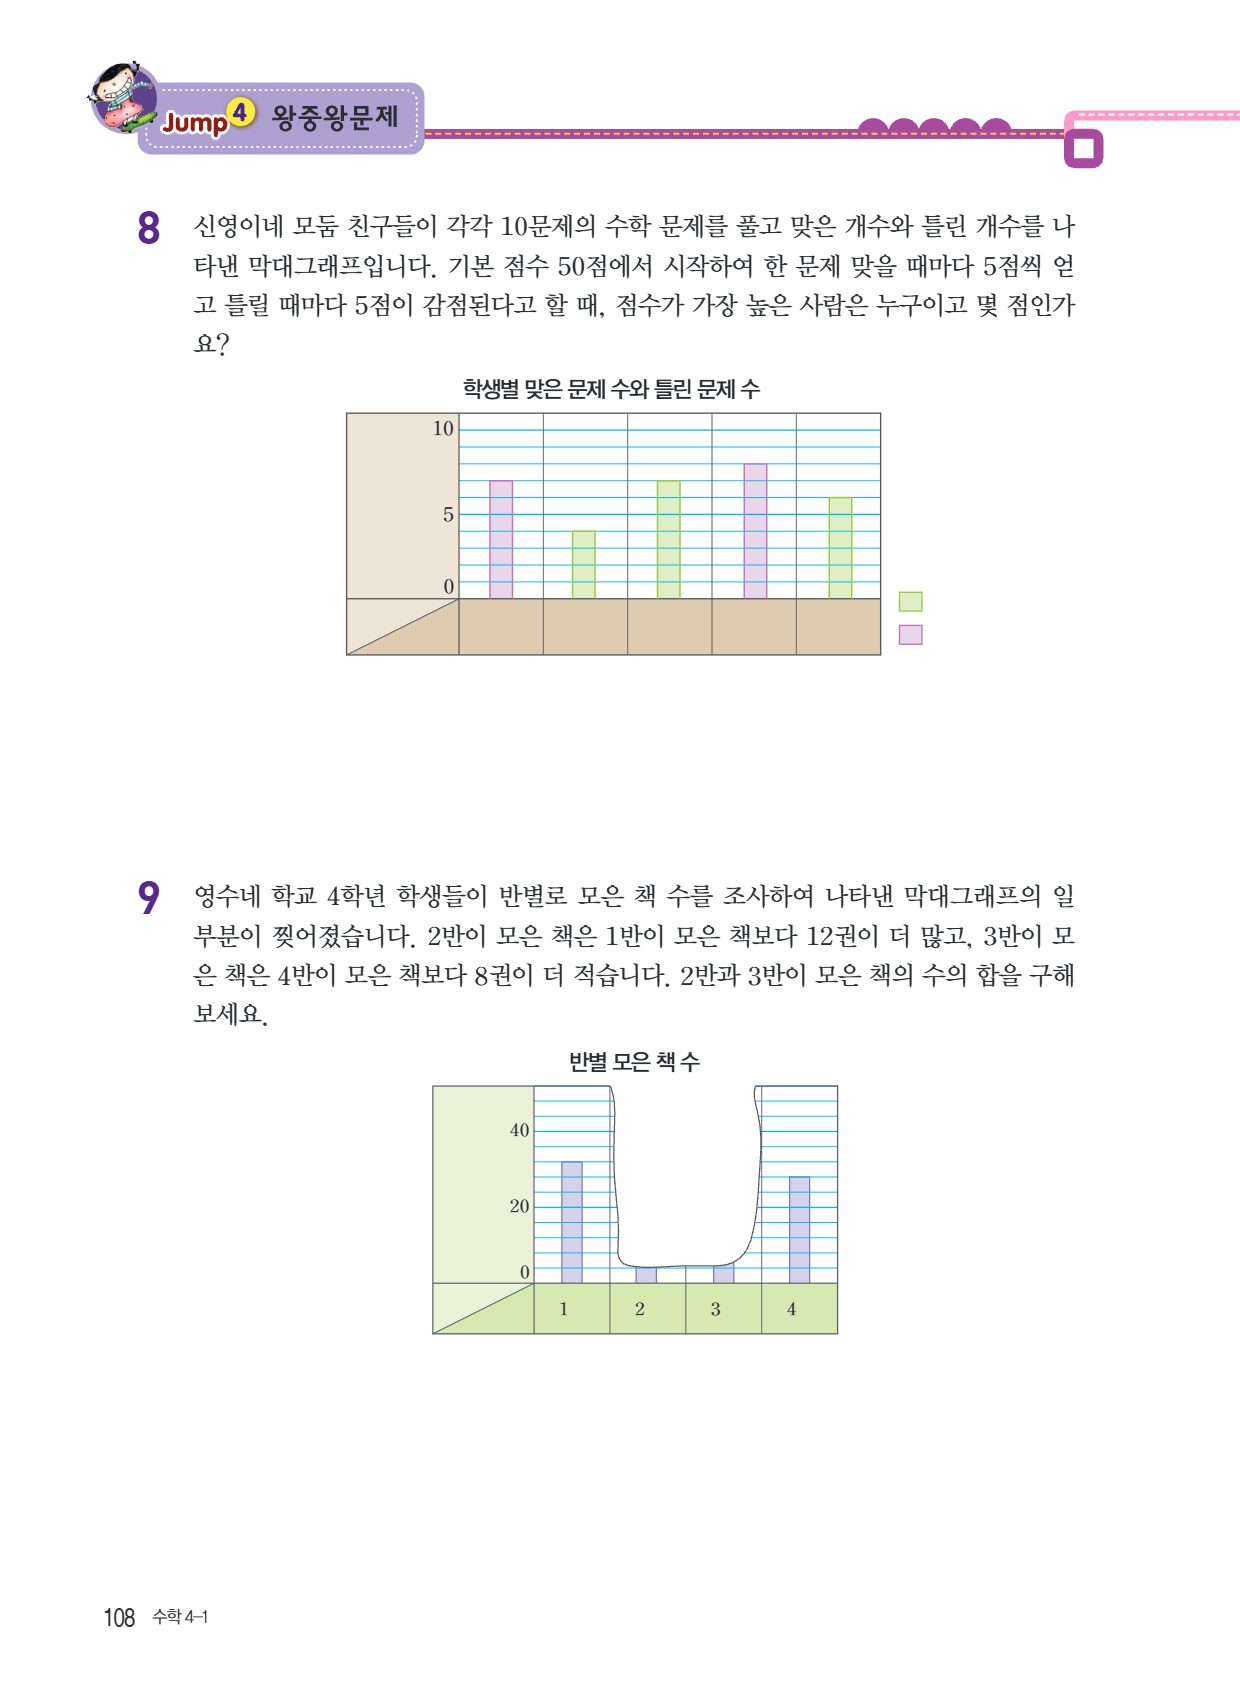 Jump 4 왕중왕문제
8 신영이네 모둠 친구들이 각각 10문제의 수학 문제를 풀고 맞은 개수와 틀린 개수를 나
타낸 막대그래프입니다. 기본 점수 50점에서 시작하여 한 문제 맞을 때마다 5점씩 얻
고 틀릴 때마다 5점이 감점된다고 할 때, 점수가 가장 높은 사람은 누구이고 몇 점인가
요?
학생별 맞은 문제 수와 틀린 문제 수
10
5
0
9 영수네 학교 4학년 학생들이 반별로 모은 책 수를 조사하여 나타낸 막대그래프의 일
부분이 찢어졌습니다. 2반이 모은 책은 1반이 모은 책보다 12권이 더 많고, 3반이 모
은 책은 4반이 모은 책보다 8권이 더 적습니다. 2반과 3반이 모은 책의 수의 합을 구해
보세요.
반별 모은 책 수
40
20
0
1 2 3 4
108 수학 4-1